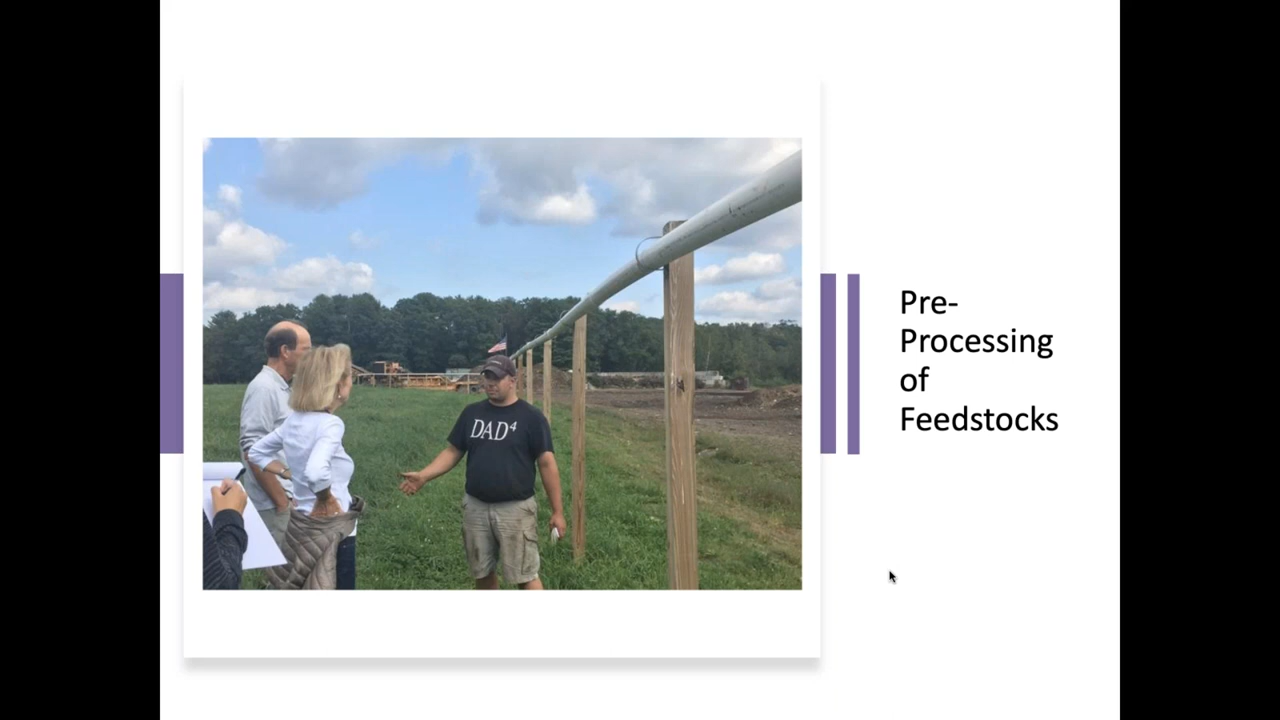 DAD⁴
Pre-
Processing
of
Feedstocks